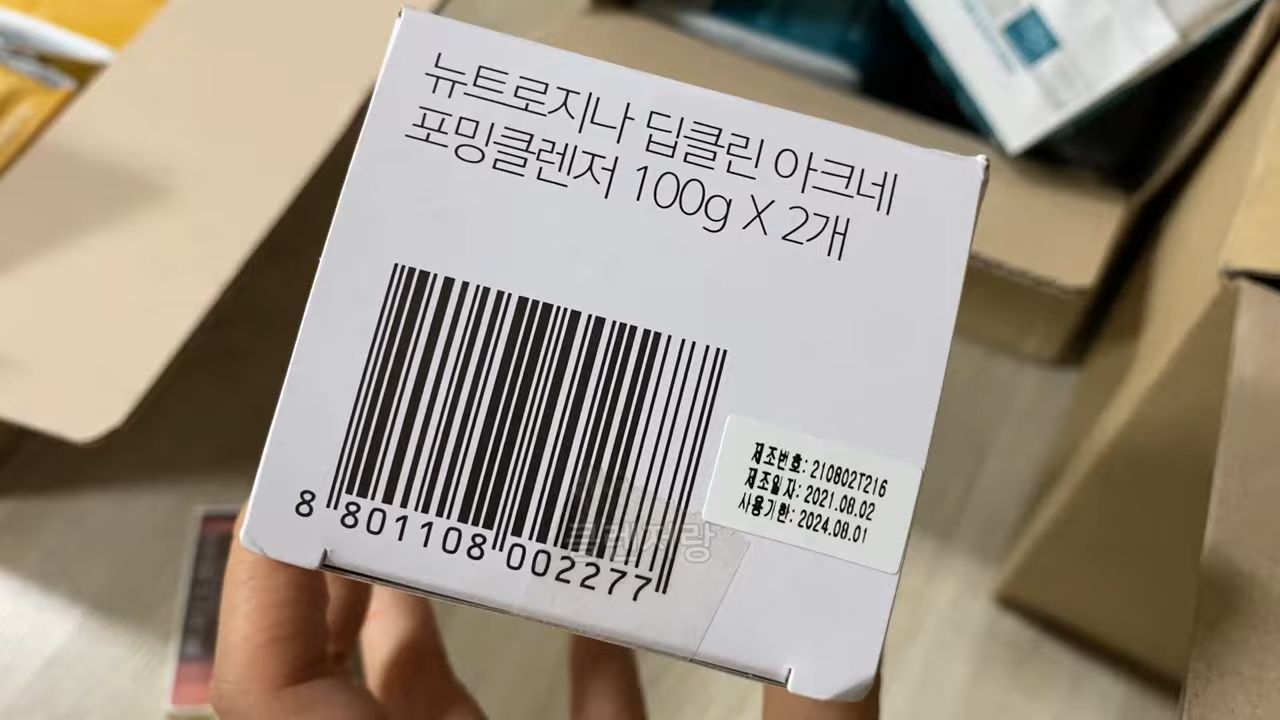 뉴트로지나 딥클린 아크네
포밍클렌저 100g X 2개
8 801108 002277
제조번호: 210802T216
제조일자: 2021.08.02
사용기한: 2024.08.01